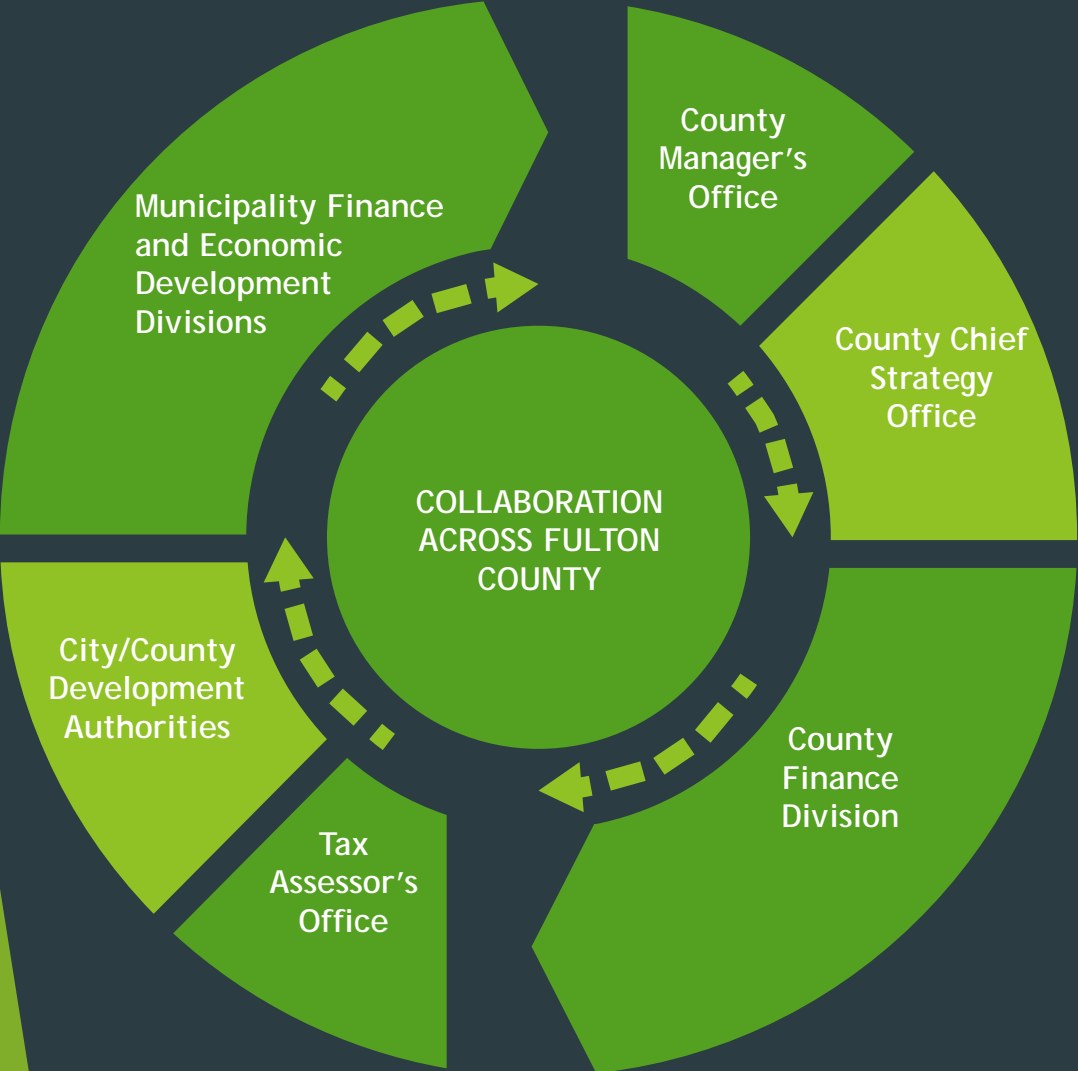 County
Manager's
Office
Municipality Finance
and Economic
Development
Divisions
County Chief
Strategy
Office
COLLABORATION
ACROSS FULTON
COUNTY
City/County
Development
Authorities
County
Finance
Division
Tax
Assessor's
Office